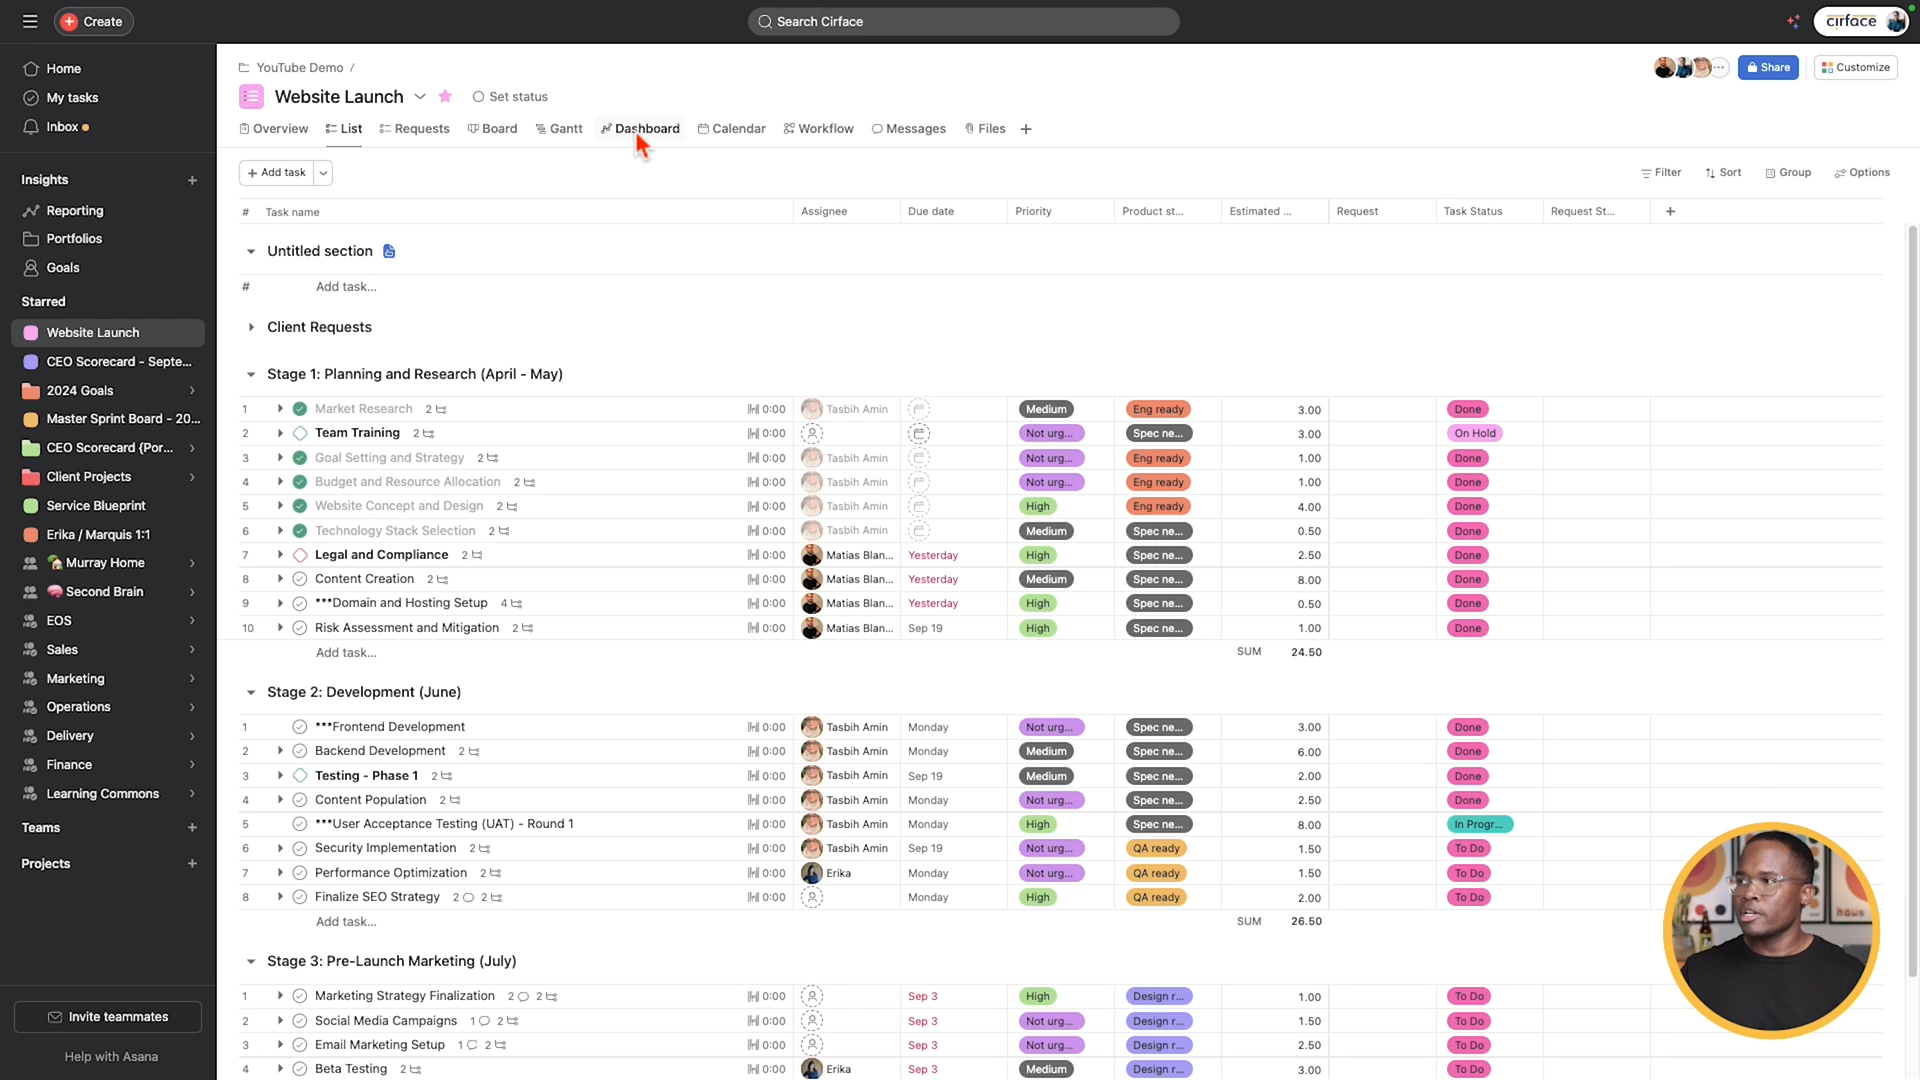 Create
Search Cirface
cirface
Home
My tasks
Inbox
Insights
Reporting
Portfolios
Goals
Starred
Website Launch
CEO Scorecard - Septe...
2024 Goals
Master Sprint Board - 20...
CEO Scorecard {Por...
Client Projects
Service Blueprint
Erika / Marquis 1:1
Murray Home
Second Brain
EOS
Sales
Marketing
Operations
Delivery
Finance
Learning Commons
Teams
Projects
Invite teammates
Help with Asana
YouTube Demo /
Website Launch Set status
Share Customize
Overview List Requests Board Gantt Dashboard Calendar Workflow Messages Files +
+ Add task Filter Sort Group Options
# Task name Assignee Due date Priority Product st... Estimated ... Request Task Status Request St... +
Untitled section
# Add task...
Client Requests
Stage 1: Planning and Research (April - May)
1 Market Research 2 0:00 Tasbih Amin Medium Eng ready 3.00 Done
2 Team Training 2 0:00 Not urg... Spec ne... 3.00 On Hold
3 Goal Setting and Strategy 2 0:00 Tasbih Amin Not urg... Eng ready 1.00 Done
4 Budget and Resource Allocation 2 0:00 Tasbih Amin Not urg... Eng ready 1.00 Done
5 Website Concept and Design 2 0:00 Tasbih Amin High Eng ready 4.00 Done
6 Technology Stack Selection 2 0:00 Tasbih Amin Medium Spec ne... 0.50 Done
7 Legal and Compliance 2 0:00 Matias Blan... Yesterday High Spec ne... 2.50 Done
8 Content Creation 2 0:00 Matias Blan... Yesterday Medium Spec ne... 8.00 Done
9 ***Domain and Hosting Setup 4 0:00 Matias Blan... Yesterday High Spec ne... 0.50 Done
10 Risk Assessment and Mitigation 2 0:00 Matias Blan... Sep 19 High Spec ne... 1.00 Done
Add task... SUM 24.50
Stage 2: Development (June)
1 ***Frontend Development 0:00 Tasbih Amin Monday Not urg... Spec ne... 3.00 Done
2 Backend Development 2 0:00 Tasbih Amin Monday Medium Spec ne... 6.00 Done
3 Testing - Phase 1 2 0:00 Tasbih Amin Sep 19 Medium Spec ne... 2.00 Done
4 Content Population 2 0:00 Tasbih Amin Monday Not urg... Spec ne... 2.50 Done
5 ***User Acceptance Testing (UAT) - Round 1 0:00 Tasbih Amin Monday High Spec ne... 8.00 In Progr...
6 Security Implementation 2 0:00 Tasbih Amin Sep 19 Not urg... QA ready 1.50 To Do
7 Performance Optimization 2 0:00 Erika Monday Not urg... QA ready 1.50 To Do
8 Finalize SEO Strategy 2 2 0:00 Monday High QA ready 2.00 To Do
Add task... SUM 26.50
Stage 3: Pre-Launch Marketing (July)
1 Marketing Strategy Finalization 2 2 0:00 Sep 3 High Design r... 1.00 To Do
2 Social Media Campaigns 1 2 0:00 Sep 3 Not urg... Design r... 1.50 To Do
3 Email Marketing Setup 1 2 0:00 Sep 3 Not urg... Design r... 2.50 To Do
4 Beta Testing 2 0:00 Erika Sep 3 Medium Design r... 3.00 To Do
haus